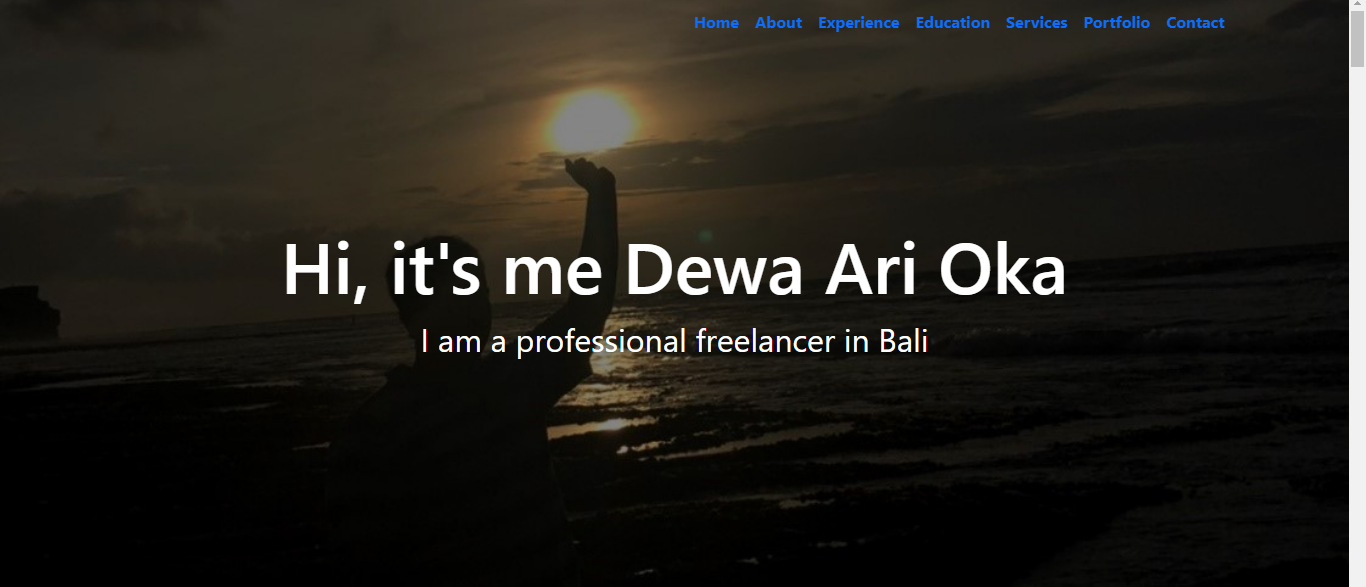 Home About Experience Education Services Portfolio Contact
Hi, it's me Dewa Ari Oka
I am a professional freelancer in Bali